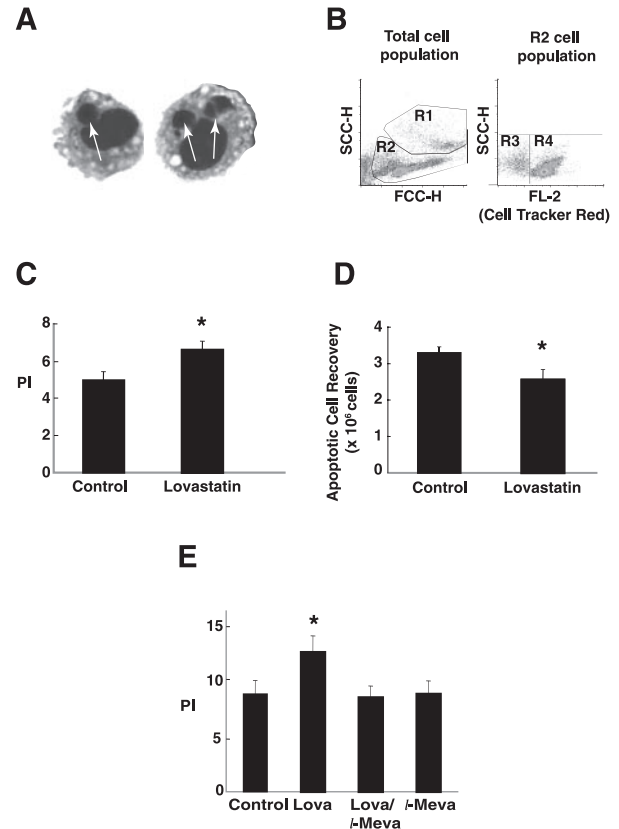 A
B
Total cell
population
R2 cell
population
SCC-H
R1
R2
FCC-H
SCC-H
R3 R4
FL-2
(Cell Tracker Red)
C
8
6
PI
4
2
0
Control Lovastatin
*
D
Apoptotic Cell Recovery
(x 10⁶ cells)
4
3
2
1
0
*
Control Lovastatin
E
15
10
PI
5
0
*
Control Lova Lova/ l-Meva
l-Meva